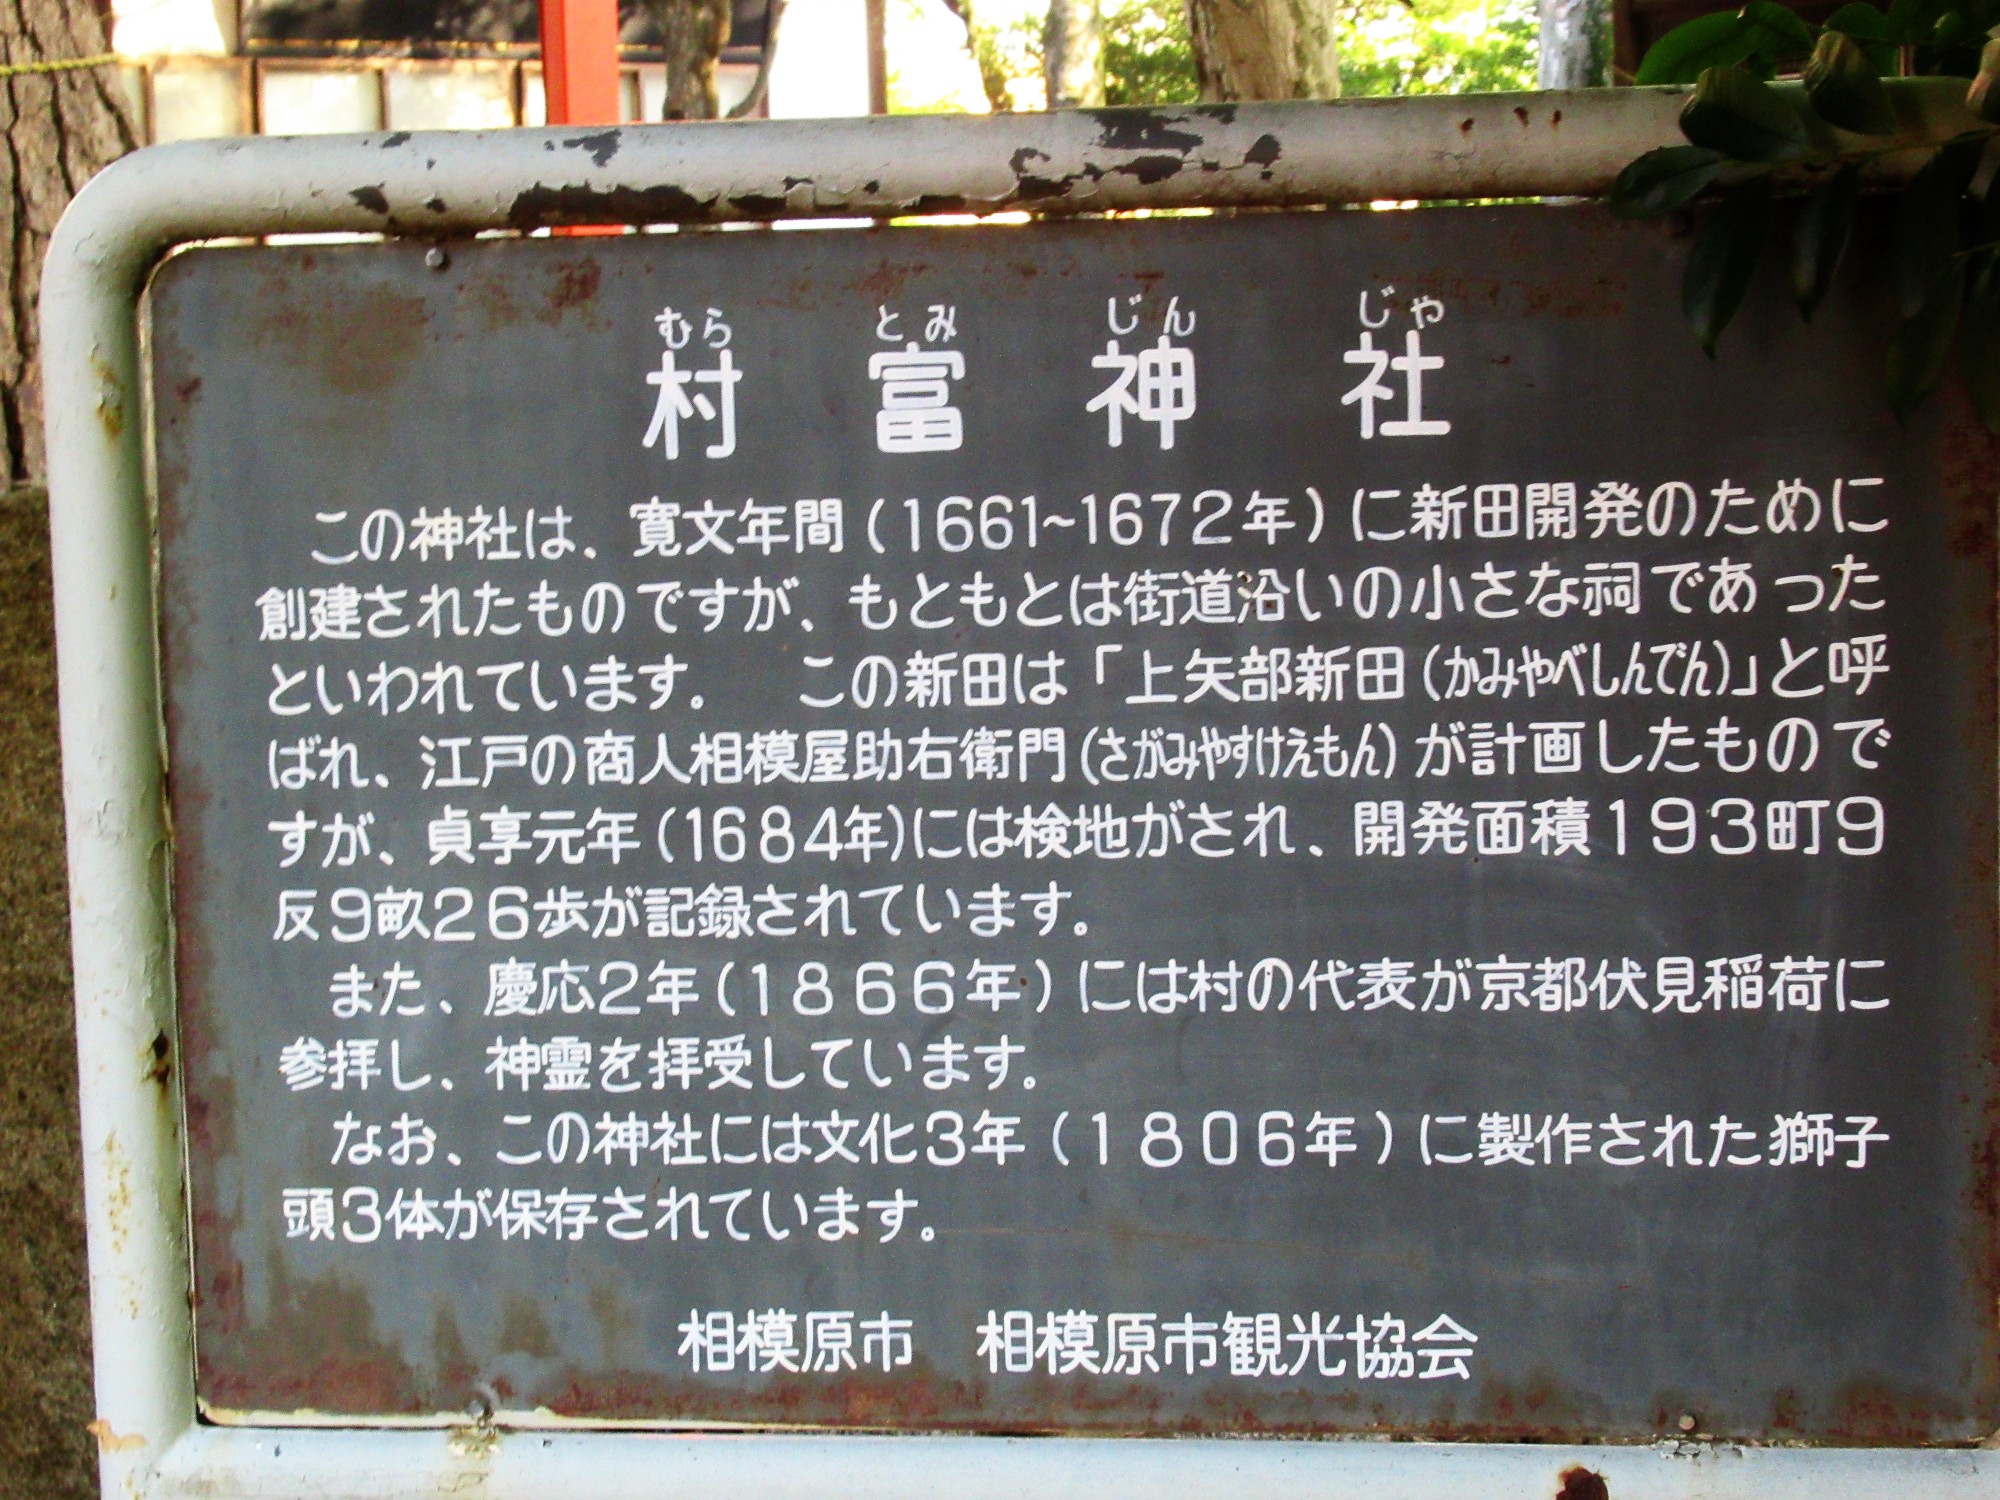 むら とみ じん じゃ
村富神社
この神社は、寛文年間(1661~1672年)に新田開発のために
創建されたものですが、もともとは街道沿いの小さな祠であった
といわれています。 この新田は「上矢部新田(かみやべしんでん)」と呼
ばれ、江戸の商人相模屋助右衛門(さがみやすけえもん)が計画したもので
すが、貞享元年(1684年)には検地がされ、開発面積193町9
反9畝26歩が記録されています。
また、慶応2年(1866年)には村の代表が京都伏見稲荷に
参拝し、神霊を拝受しています。
なお、この神社には文化3年(1806年)に製作された獅子
頭3体が保存されています。
相模原市 相模原市観光協会